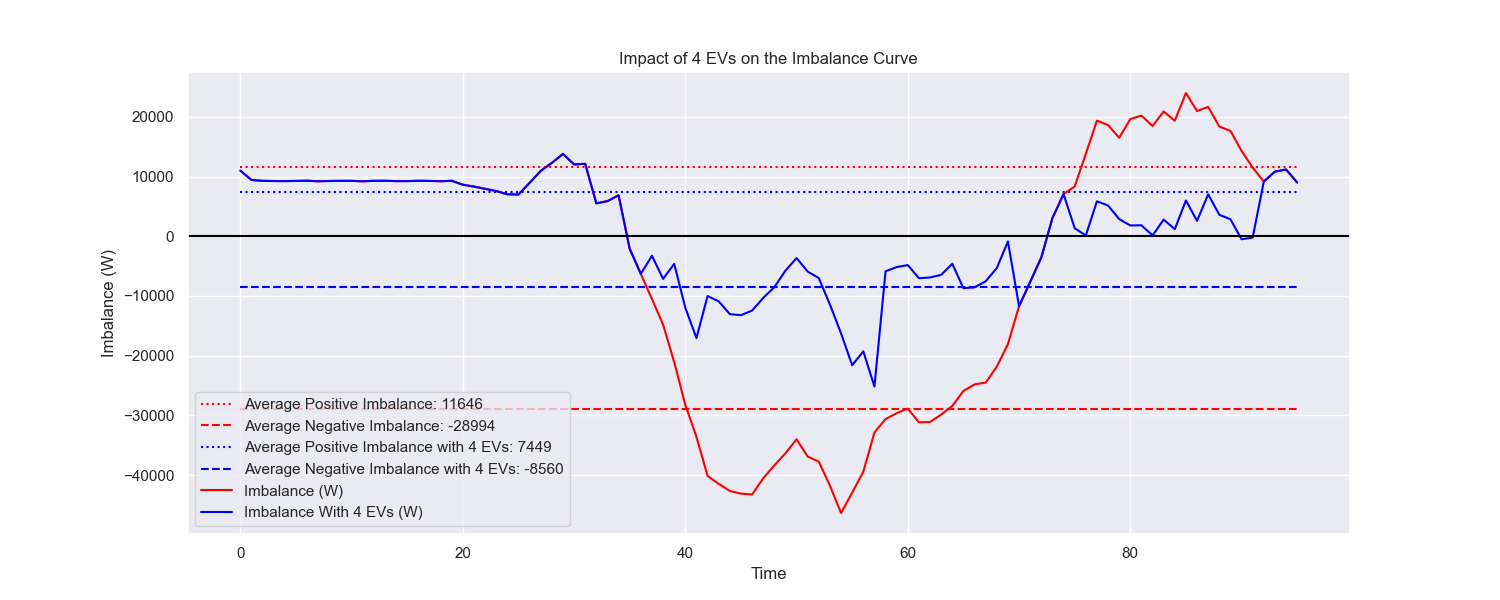 Impact of 4 EVs on the Imbalance Curve
Imbalance (W)
20000
10000
0
−10000
−20000
−30000
−40000
Average Positive Imbalance: 11646
Average Negative Imbalance: -28994
Average Positive Imbalance with 4 EVs: 7449
Average Negative Imbalance with 4 EVs: -8560
Imbalance (W)
Imbalance With 4 EVs (W)
0 20 40 60 80
Time